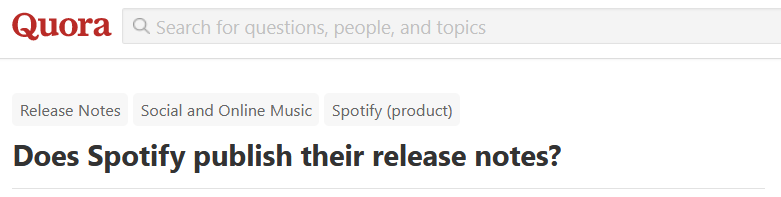 Quora Search for questions, people, and topics
Release Notes Social and Online Music Spotify (product)
Does Spotify publish their release notes?